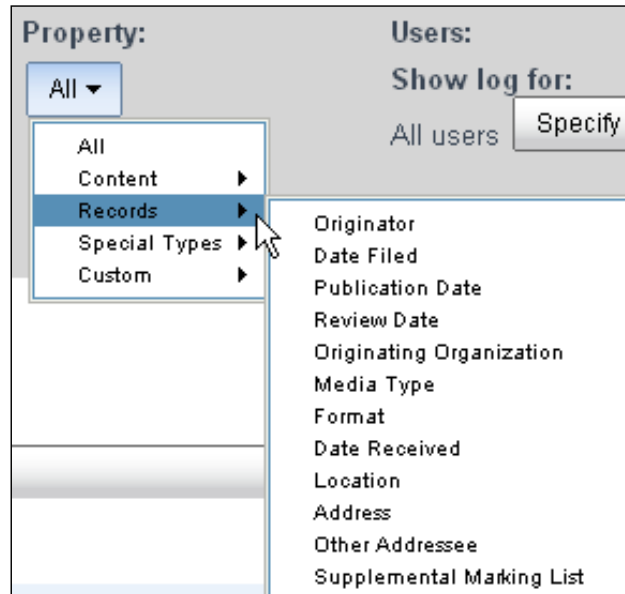 Property:
Users:
All
Show log for:
All users
Specify
All
Content
Records
Special Types
Custom
Originator
Date Filed
Publication Date
Review Date
Originating Organization
Media Type
Format
Date Received
Location
Address
Other Addressee
Supplemental Marking List